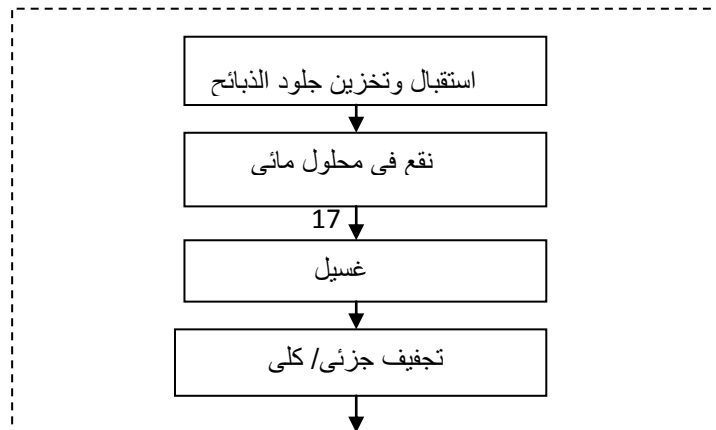 استقبال وتخزين جلود الذبائح
نقع فى محلول مائى
17
غسيل
تجفيف جزئى/ كلى